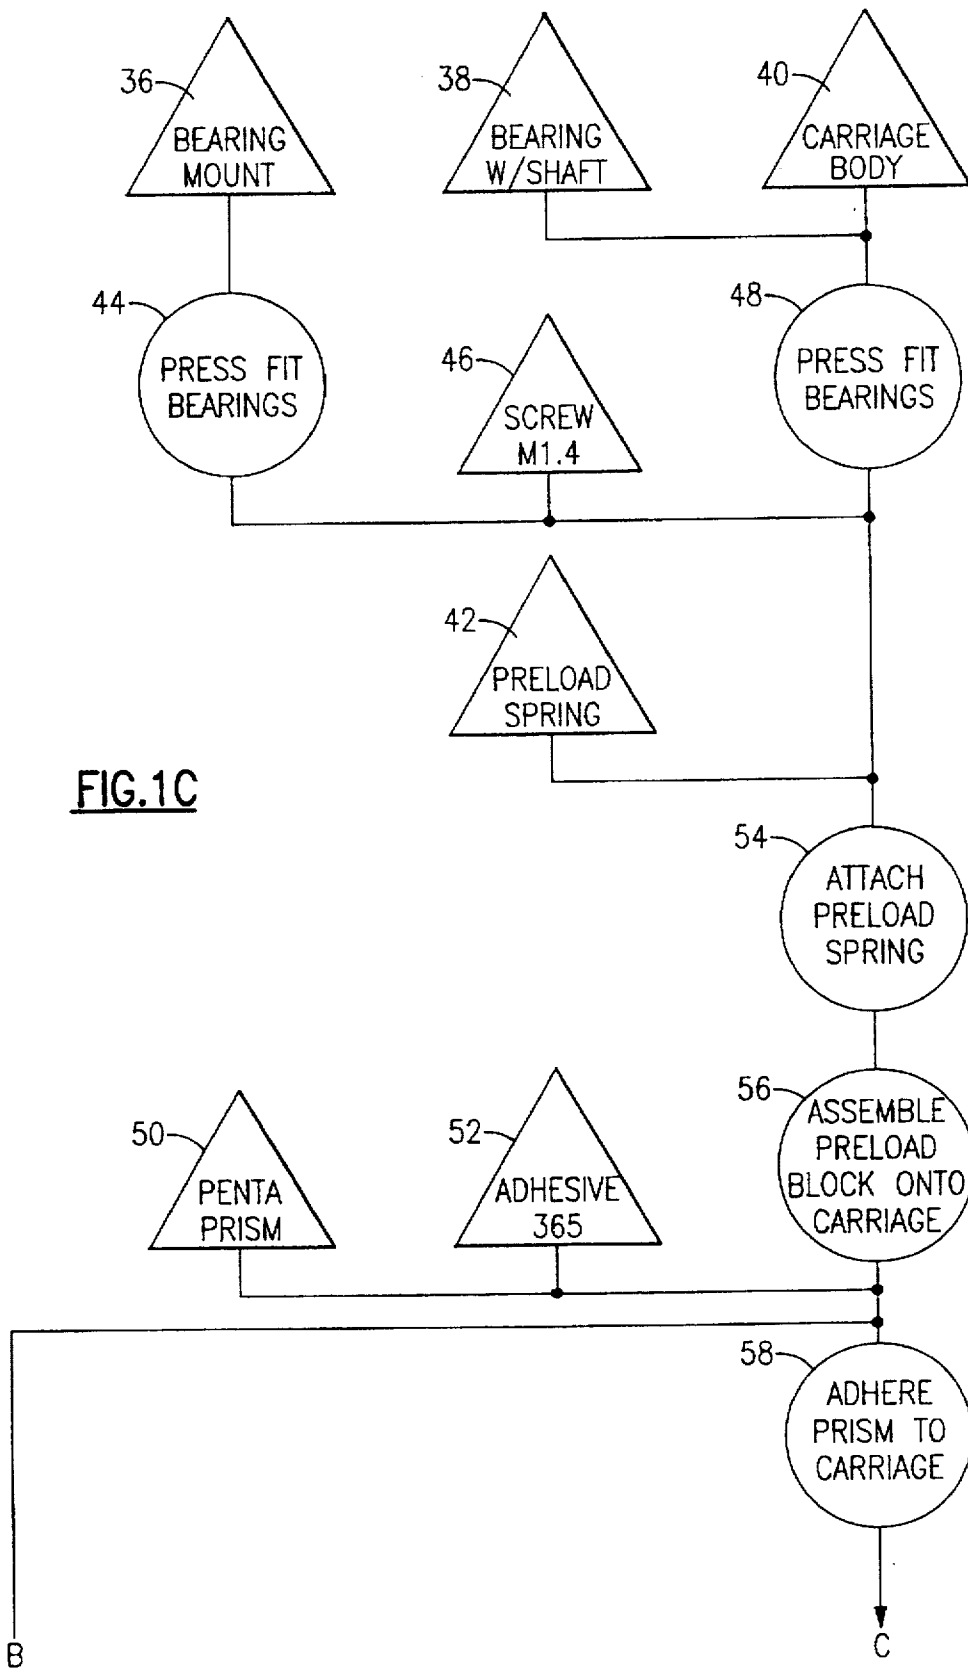 36
BEARING
MOUNT
38
BEARING
W/SHAFT
40
CARRIAGE
BODY
44
PRESS FIT
BEARINGS
46
SCREW
M1.4
48
PRESS FIT
BEARINGS
42
PRELOAD
SPRING
FIG.1C
54
ATTACH
PRELOAD
SPRING
50
PENTA
PRISM
52
ADHESIVE
365
56
ASSEMBLE
PRELOAD
BLOCK ONTO
CARRIAGE
58
ADHERE
PRISM TO
CARRIAGE
B
C